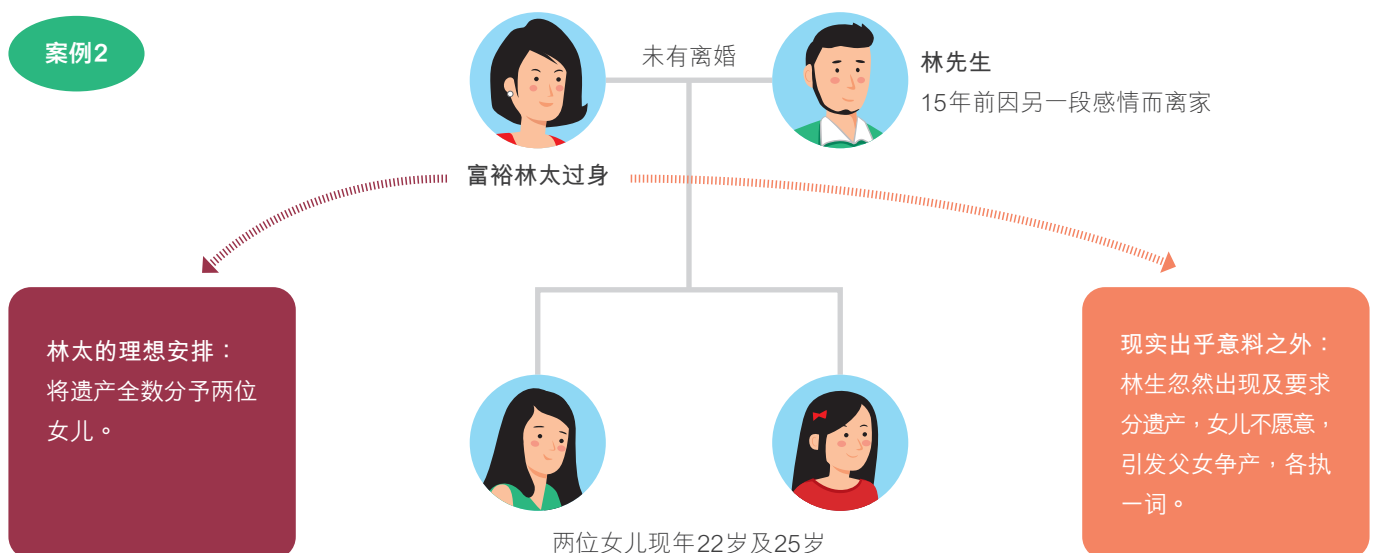 案例2
未有离婚
林先生
15年前因另一段感情而离家
富裕林太过身
林太的理想安排：
将遗产全数分予两位
女儿。
现实出乎意料之外：
林生忽然出现及要求
分遗产，女儿不愿意，
引发父女争产，各执
一词。
两位女儿现年22岁及25岁